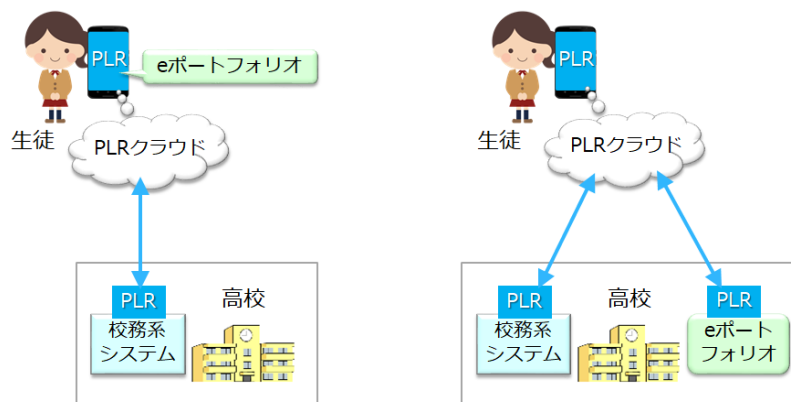 PLR
eポートフォリオ
生徒
PLRクラウド
PLR
高校
校務系
システム
PLR
生徒
PLRクラウド
PLR
高校
PLR
校務系
システム
eポート
フォリオ